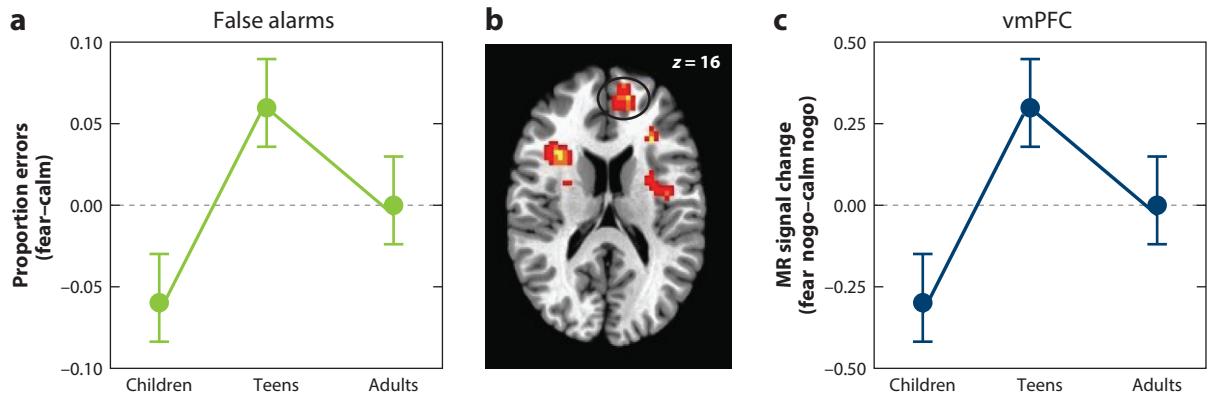 a
False alarms
Proportion errors
(fear–calm)
0.10
0.05
0.00
–0.05
–0.10
Children
Teens
Adults
b
z = 16
c
vmPFC
MR signal change
(fear nogo–calm nogo)
0.50
0.25
0.00
–0.25
–0.50
Children
Teens
Adults